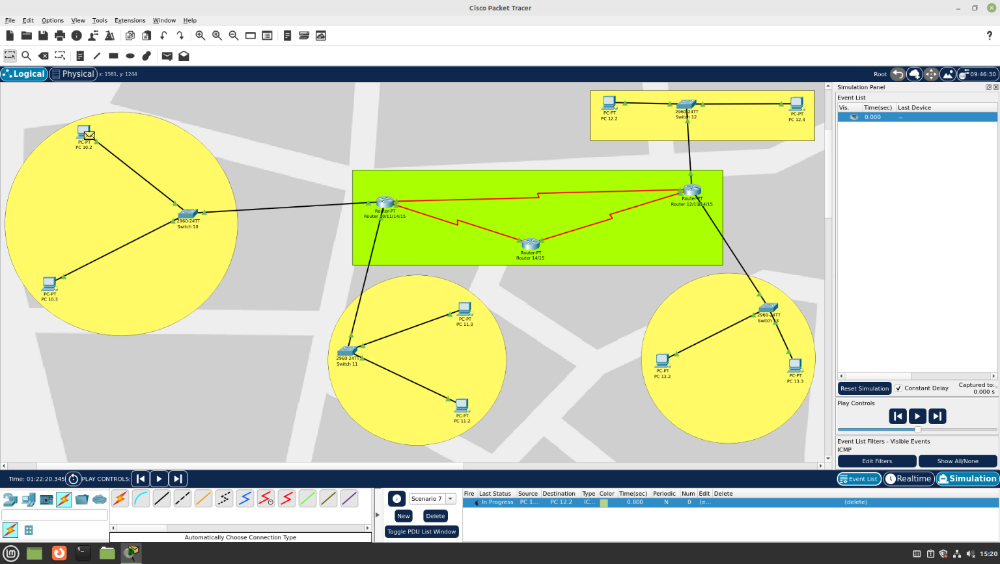 Cisco Packet Tracer
File Edit Options View Tools Extensions Window Help
?
Logical Physical x: 1581, y: 1244 Root 09:46:30
Simulation Panel
Event List
Vis. Time(sec) Last Device
0.000 --
PC-PT
PC 10.2
PC-PT
PC 10.3
2960-24TT
Switch 10
PC-PT
PC 12.2
2960-24TT
Switch 12
PC-PT
PC 12.3
Router-PT
Router 10/11/14/15
Router-PT
Router 12/13/14/15
Router-PT
Router 14/15
PC-PT
PC 11.3
2960-24TT
Switch 11
PC-PT
PC 11.2
2960-24TT
Switch 13
PC-PT
PC 13.2
PC-PT
PC 13.3
Reset Simulation Constant Delay Captured to:
0.000 s
Play Controls
Event List Filters - Visible Events
ICMP
Edit Filters Show All/None
Time: 01:22:20.345 PLAY CONTROLS: Event List Realtime Simulation
Scenario 7
New Delete
Toggle PDU List Window
Fire Last Status Source Destination Type Color Time(sec) Periodic Num Edit Delete
In Progress PC 1... PC 12.2 IC... 0.000 N 0 (e... (delete)
Automatically Choose Connection Type
15:20